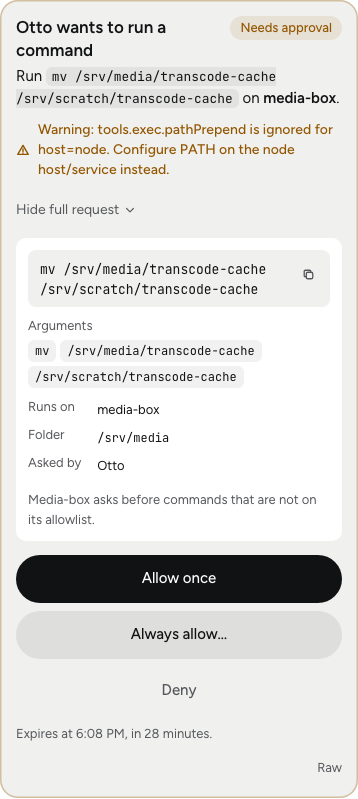 Otto wants to run a
command
Needs approval
Run mv /srv/media/transcode-cache
/srv/scratch/transcode-cache on media-box.
Warning: tools.exec.pathPrepend is ignored for
host=node. Configure PATH on the node
host/service instead.
Hide full request
mv /srv/media/transcode-cache
/srv/scratch/transcode-cache
Arguments
mv /srv/media/transcode-cache
/srv/scratch/transcode-cache
Runs on media-box
Folder /srv/media
Asked by Otto
Media-box asks before commands that are not on
its allowlist.
Allow once
Always allow...
Deny
Expires at 6:08 PM, in 28 minutes.
Raw